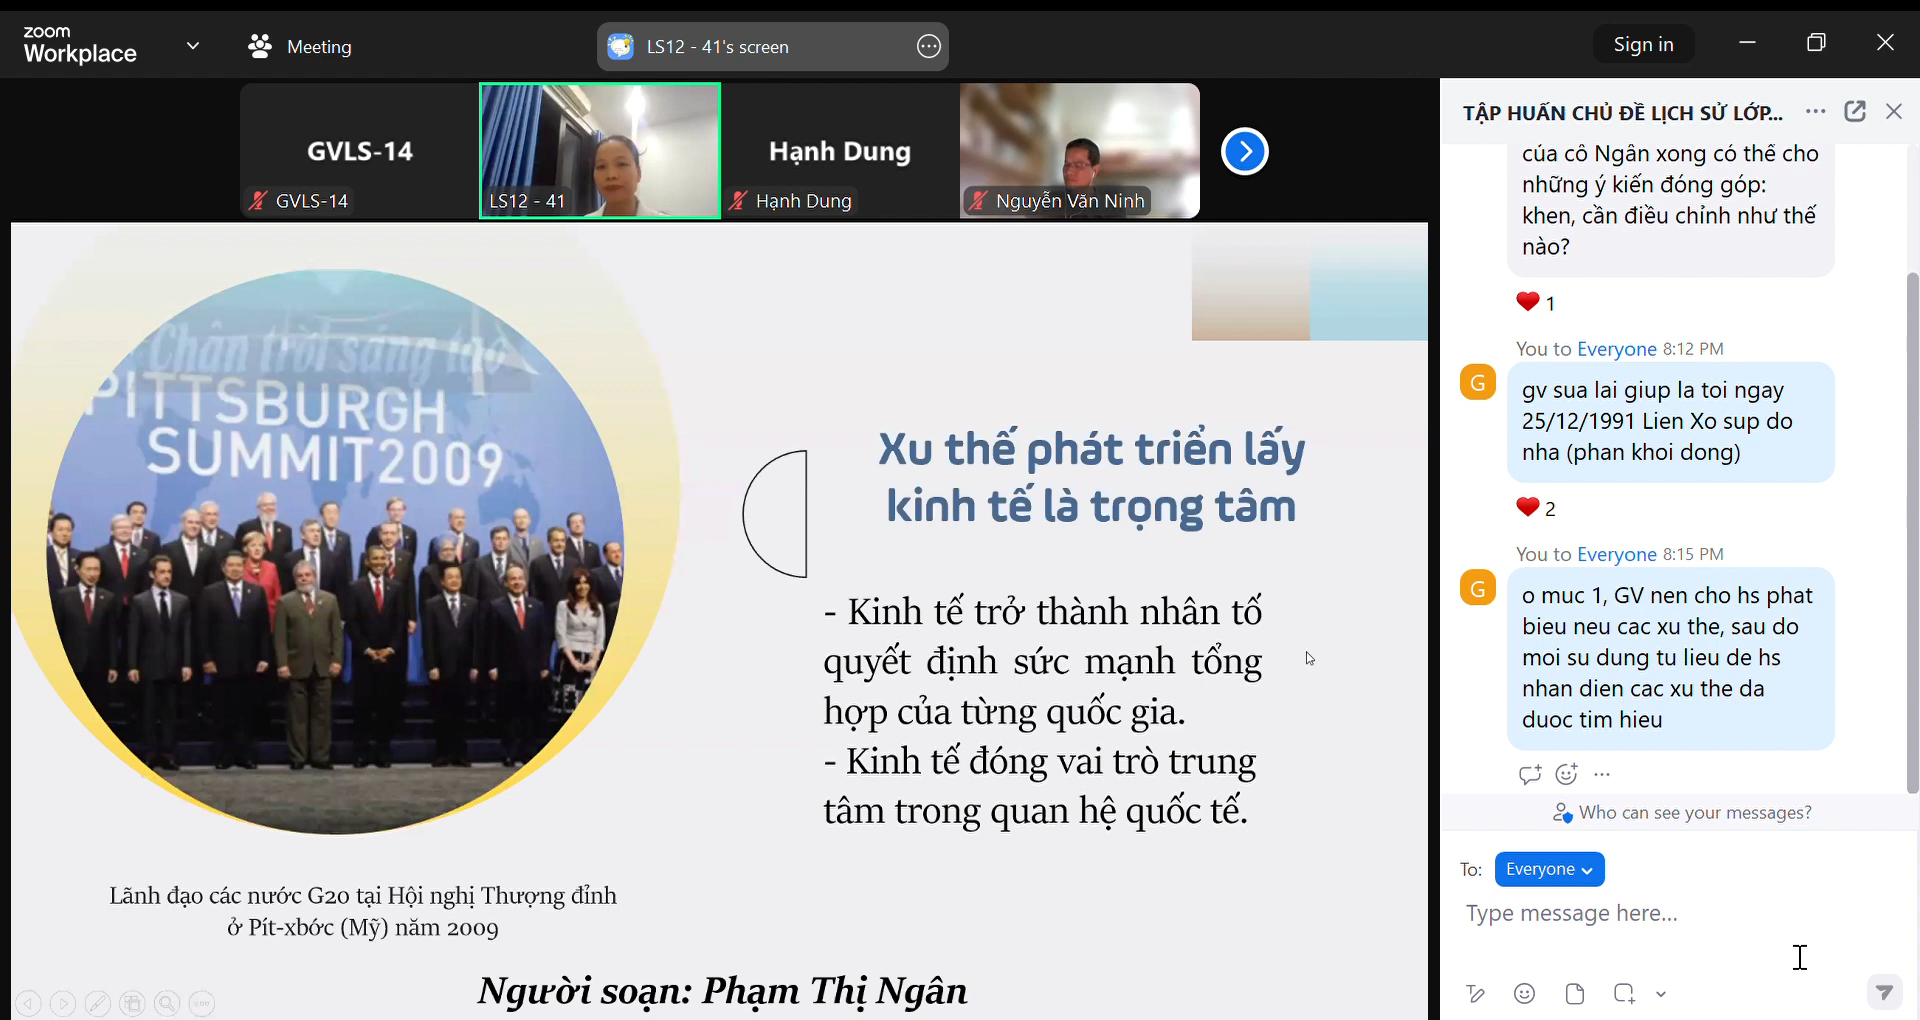 zoom
Workplace
Meeting
LS12 - 41's screen
Sign in
GVLS-14
GVLS-14
LS12 - 41
Hạnh Dung
Hạnh Dung
Nguyễn Văn Ninh
Chân trời sáng tạo
PITTSBURGH
SUMMIT2009
Xu thế phát triển lấy
kinh tế là trọng tâm
- Kinh tế trở thành nhân tố
quyết định sức mạnh tổng
hợp của từng quốc gia.
- Kinh tế đóng vai trò trung
tâm trong quan hệ quốc tế.
Lãnh đạo các nước G20 tại Hội nghị Thượng đỉnh
ở Pít-xbớc (Mỹ) năm 2009
Người soạn: Phạm Thị Ngân
TẬP HUẤN CHỦ ĐỀ LỊCH SỬ LỚP...
của cô Ngân xong có thể cho
những ý kiến đóng góp:
khen, cần điều chỉnh như thế
nào?
1
You to Everyone 8:12 PM
G
gv sua lai giup la toi ngay
25/12/1991 Lien Xo sup do
nha (phan khoi dong)
2
You to Everyone 8:15 PM
G
o muc 1, GV nen cho hs phat
bieu neu cac xu the, sau do
moi su dung tu lieu de hs
nhan dien cac xu the da
duoc tim hieu
Who can see your messages?
To: Everyone
Type message here...